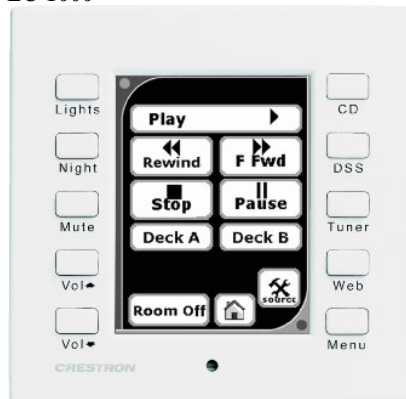 Lights
Night
Mute
Vol
Vol
Play
Rewind
F Fwd
Stop
Pause
Deck A
Deck B
source
Room Off
CD
DSS
Tuner
Web
Menu
CRESTRON